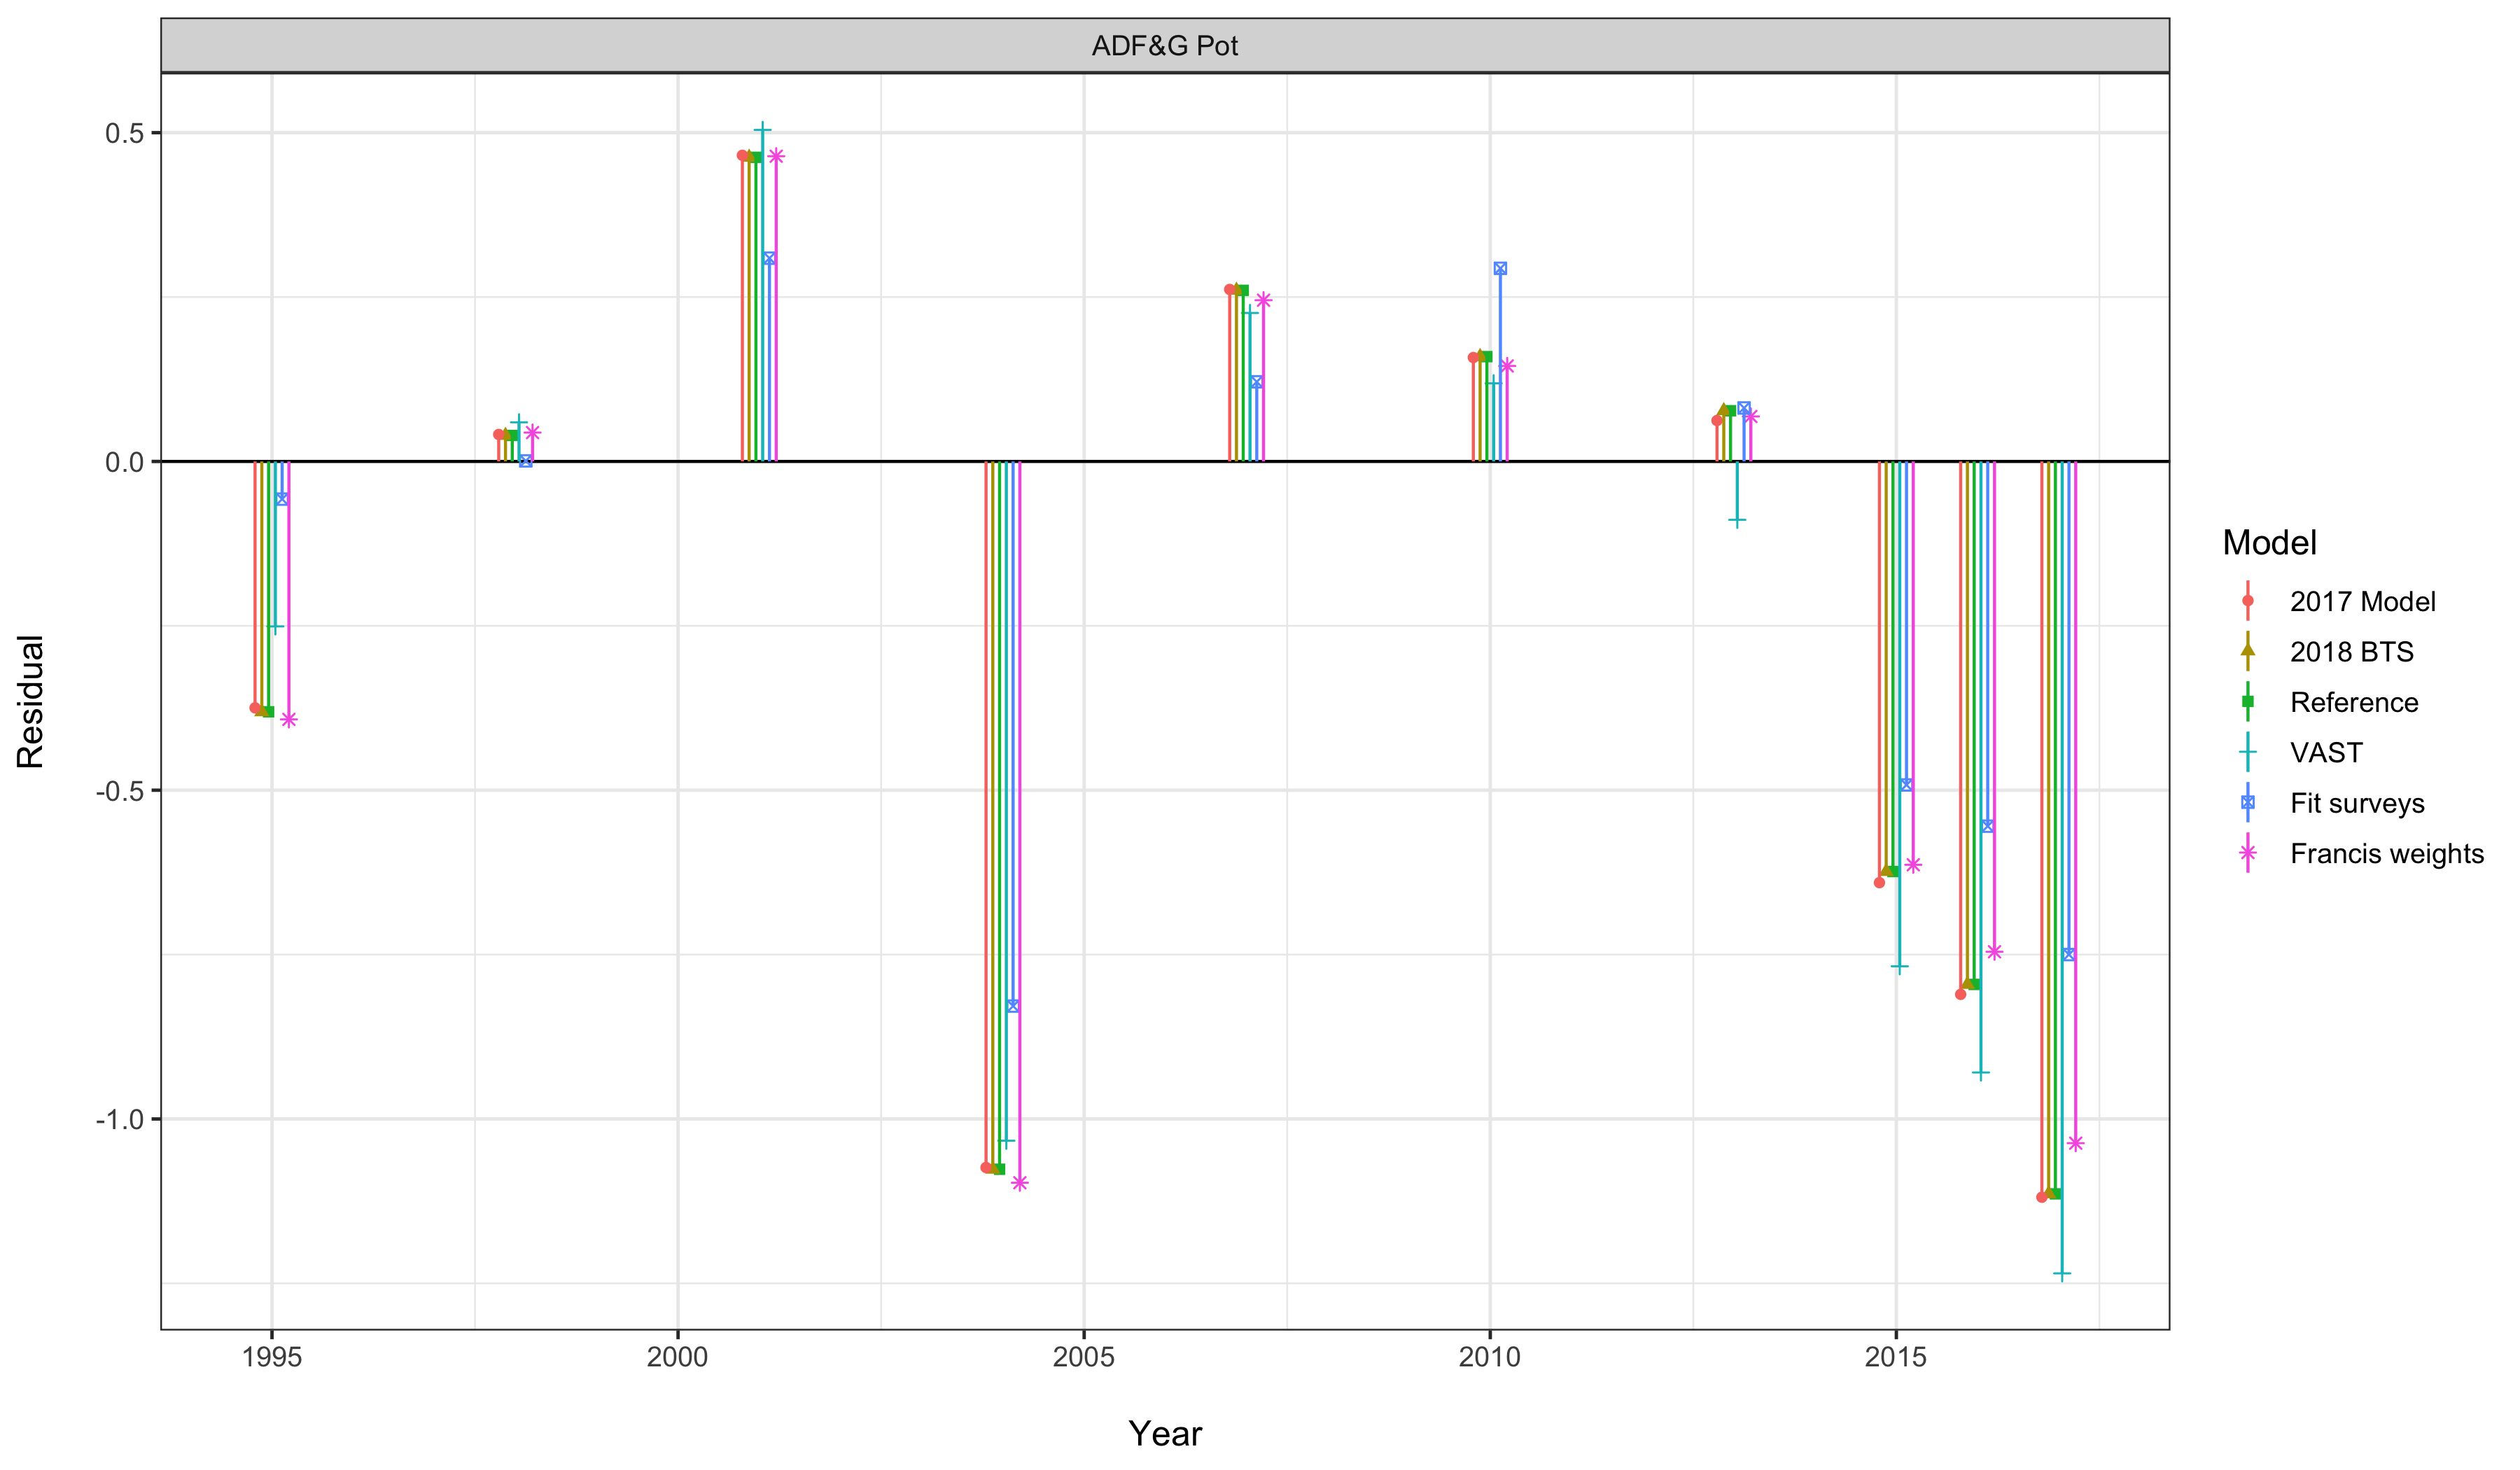 ADF&G Pot
0.5
0.0
-0.5
-1.0
Residual
1995 2000 2005 2010 2015
Year
Model
2017 Model
2018 BTS
Reference
VAST
Fit surveys
Francis weights